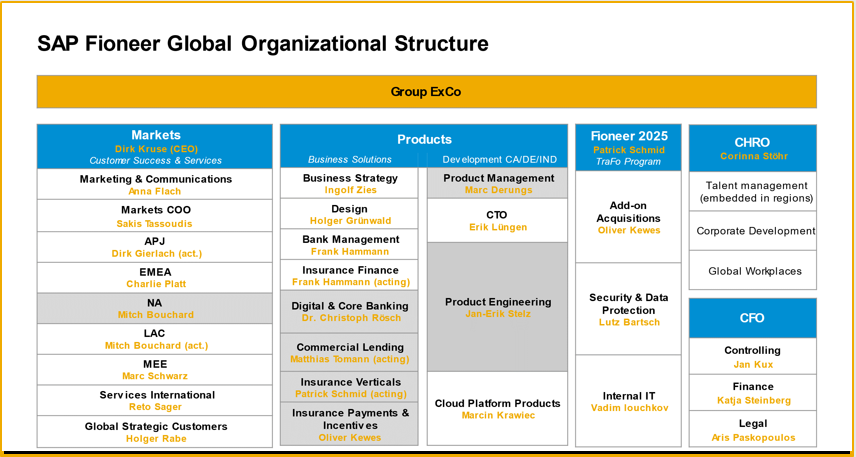 SAP Fioneer Global Organizational Structure
Group ExCo
Markets
Dirk Kruse (CEO)
Customer Success & Services
Marketing & Communications
Anna Flach
Markets COO
Sakis Tassoudis
APJ
Dirk Gierlach (act.)
EMEA
Charlie Platt
NA
Mitch Bouchard
LAC
Mitch Bouchard (act.)
MEE
Marc Schwarz
Services International
Reto Sager
Global Strategic Customers
Holger Rabe
Products
Business Solutions
Business Strategy
Ingolf Zies
Design
Holger Grünwald
Bank Management
Frank Hammann
Insurance Finance
Frank Hammann (acting)
Digital & Core Banking
Dr. Christoph Rösch
Commercial Lending
Matthias Tomann (acting)
Insurance Verticals
Patrick Schmid (acting)
Insurance Payments &
Incentives
Oliver Kewes
Development CA/DE/IND
Product Management
Marc Derungs
CTO
Erik Lüngen
Product Engineering
Jan-Erik Stelz
Cloud Platform Products
Marcin Krawiec
Fioneer 2025
Patrick Schmid
TraFo Program
Add-on
Acquisitions
Oliver Kewes
Security & Data
Protection
Lutz Bartsch
Internal IT
Vadim Iouchkov
CHRO
Corinna Stöhr
Talent management
(embedded in regions)
Corporate Development
Global Workplaces
CFO
Controlling
Jan Kux
Finance
Katja Steinberg
Legal
Aris Paskopoulos